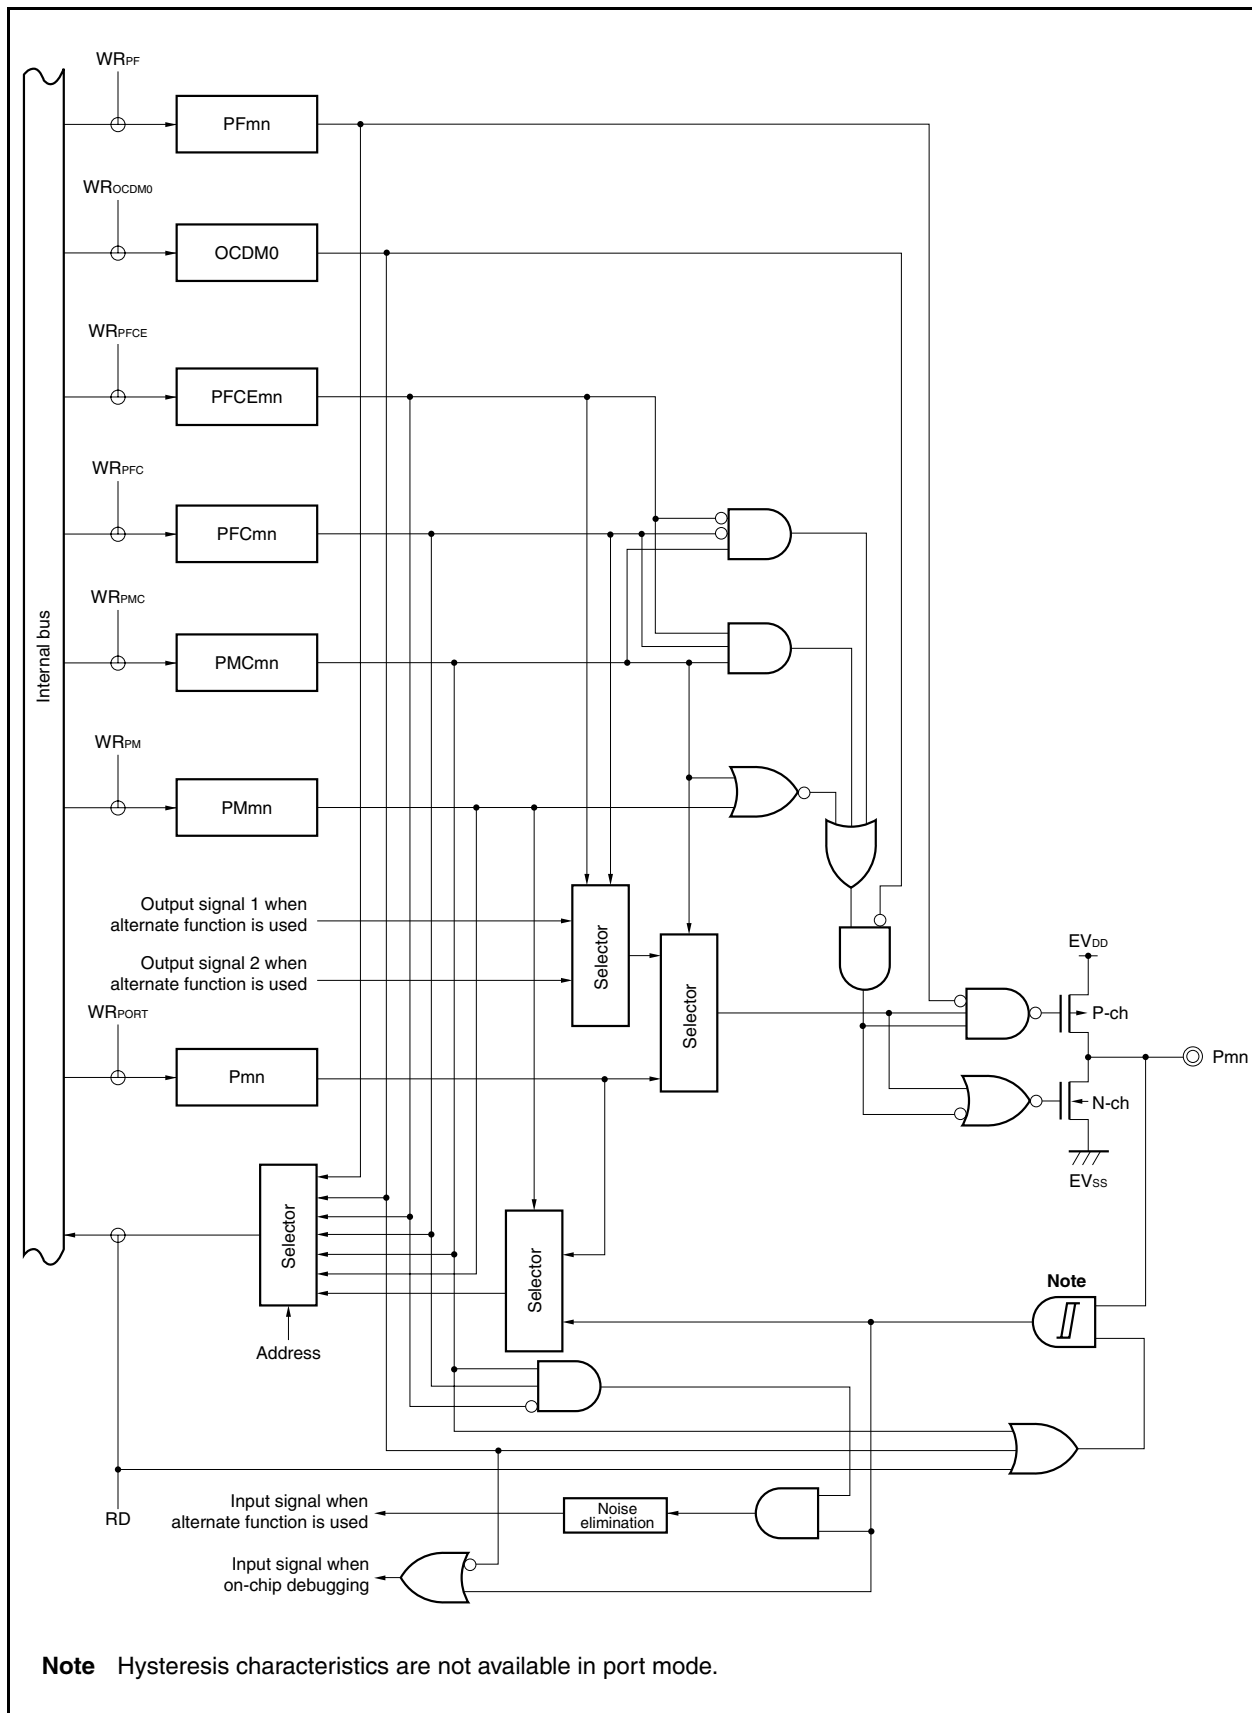 WRPF
PFmn
WROCDM0
OCDM0
WRPFCE
PFCEmn
WRPFC
PFCmn
WRPMC
PMCmn
Internal bus
WRPM
PMmn
Output signal 1 when
alternate function is used
Output signal 2 when
alternate function is used
Selector
Selector
EVDD
P-ch
WRPORT
Pmn
Pmn
N-ch
EVSS
Selector
Selector
Address
Note
RD
Input signal when
alternate function is used
Noise
elimination
Input signal when
on-chip debugging
Note Hysteresis characteristics are not available in port mode.